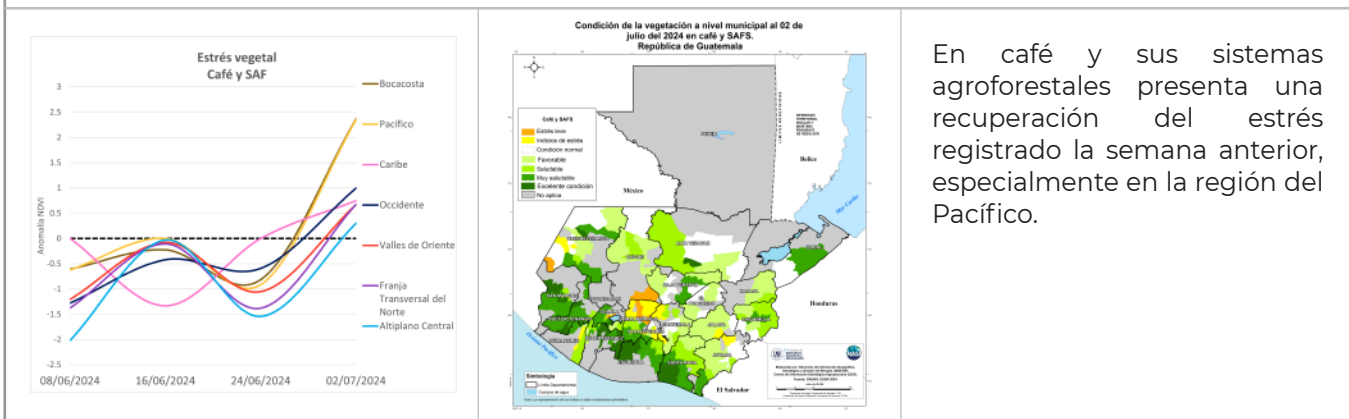 Estrés vegetal
Café y SAF
Anomalía NDVI
3
2.5
2
1.5
1
0.5
0
-0.5
-1
-1.5
-2
-2.5
08/06/2024
16/06/2024
24/06/2024
02/07/2024
Bocacosta
Pacífico
Caribe
Occidente
Valles de Oriente
Franja
Transversal del
Norte
Altiplano Central
Condición de la vegetación a nivel municipal al 02 de
julio del 2024 en café y SAFS.
República de Guatemala
Café y SAFS
Estrés leve
Indicios de estrés
Condición normal
Favorable
Saludable
Muy saludable
Excelente condición
No aplica
México
Belice
Mar Caribe
Honduras
El Salvador
Océano Pacífico
Simbología
Límite Departamental
Cuerpos de agua
En café y sus sistemas
agroforestales presenta una
recuperación del estrés
registrado la semana anterior,
especialmente en la región del
Pacífico.